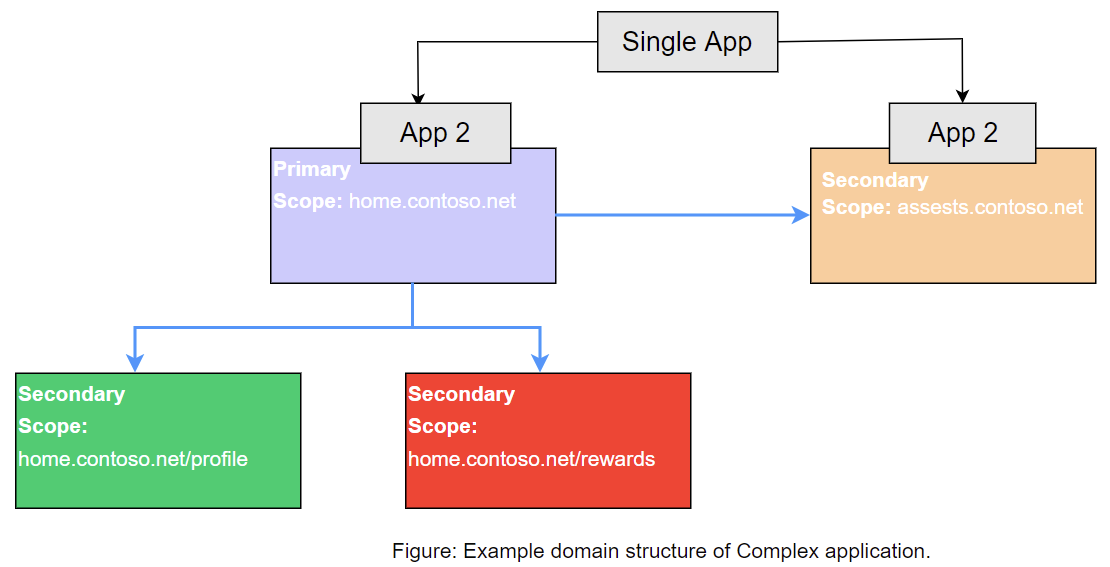 Single App
App 2
App 2
Primary
Scope: home.contoso.net
Secondary
Scope: assests.contoso.net
Secondary
Scope:
home.contoso.net/profile
Secondary
Scope:
home.contoso.net/rewards
Figure: Example domain structure of Complex application.